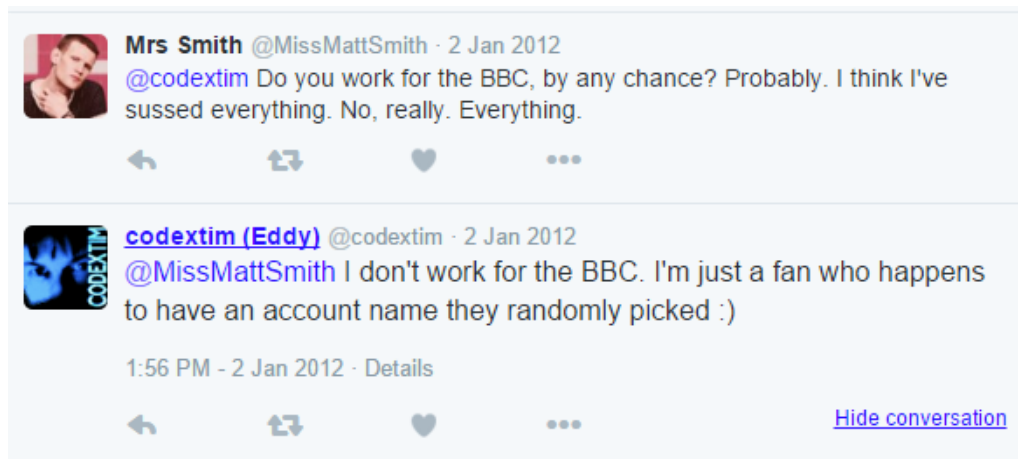 Mrs Smith @MissMattSmith · 2 Jan 2012
@codextim Do you work for the BBC, by any chance? Probably. I think I've
sussed everything. No, really. Everything.
CODEXTIM
codextim (Eddy) @codextim · 2 Jan 2012
@MissMattSmith I don't work for the BBC. I'm just a fan who happens
to have an account name they randomly picked :)
1:56 PM - 2 Jan 2012 · Details
Hide conversation